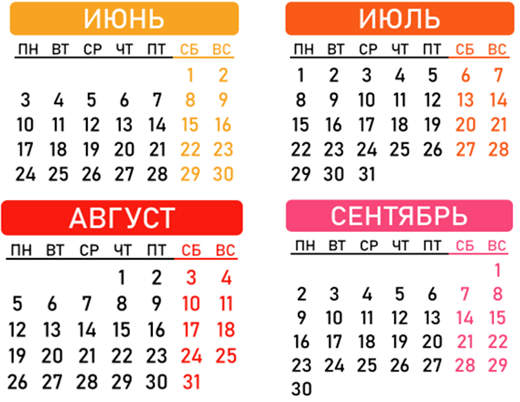 ИЮНЬ
ПН ВТ СР ЧТ ПТ СБ ВС
1 2
3 4 5 6 7 8 9
10 11 12 13 14 15 16
17 18 19 20 21 22 23
24 25 26 27 28 29 30
ИЮЛЬ
ПН ВТ СР ЧТ ПТ СБ ВС
1 2 3 4 5 6 7
8 9 10 11 12 13 14
15 16 17 18 19 20 21
22 23 24 25 26 27 28
29 30 31
АВГУСТ
ПН ВТ СР ЧТ ПТ СБ ВС
1 2 3 4
5 6 7 8 9 10 11
12 13 14 15 16 17 18
19 20 21 22 23 24 25
26 27 28 29 30 31
СЕНТЯБРЬ
ПН ВТ СР ЧТ ПТ СБ ВС
1
2 3 4 5 6 7 8
9 10 11 12 13 14 15
16 17 18 19 20 21 22
23 24 25 26 27 28 29
30